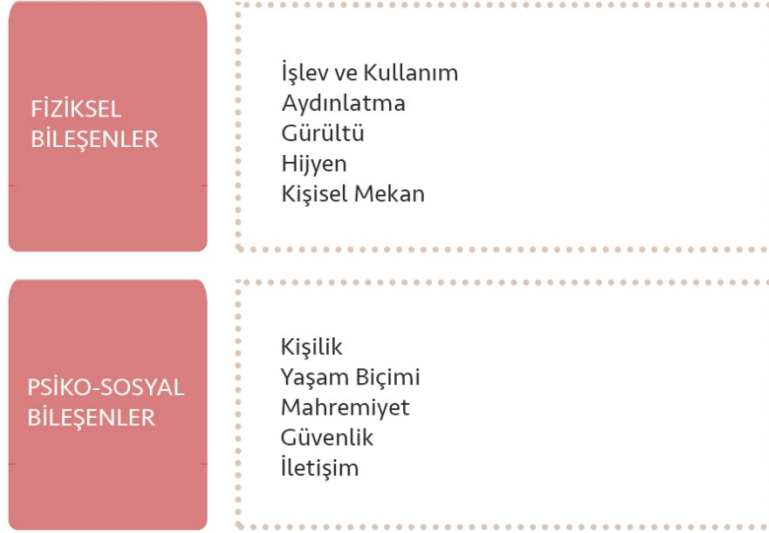 FİZİKSEL
BİLEŞENLER
İşlev ve Kullanım
Aydınlatma
Gürültü
Hijyen
Kişisel Mekan
PSİKO-SOSYAL
BİLEŞENLER
Kişilik
Yaşam Biçimi
Mahremiyet
Güvenlik
İletişim